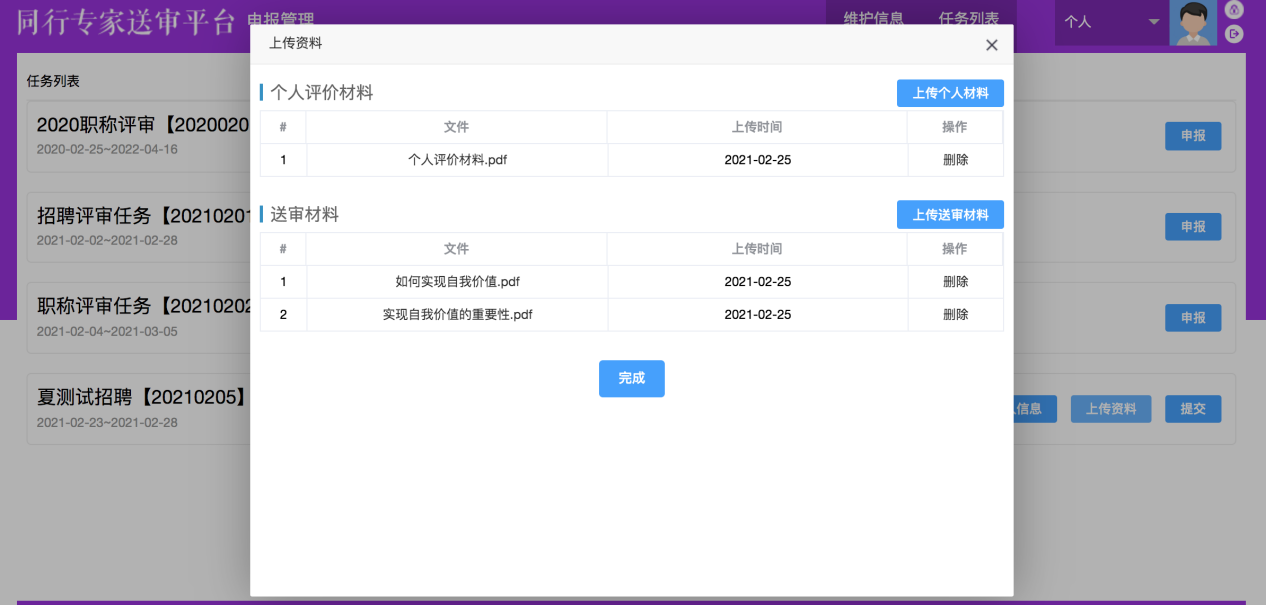 同行专家送审平台 申报管理
维护信息 任务列表 个人
上传资料
任务列表
个人评价材料 上传个人材料
# 文件 上传时间 操作
1 个人评价材料.pdf 2021-02-25 删除
2020职称评审【2020020 申报
2020-02-25~2022-04-16
送审材料 上传送审材料
招聘评审任务【2021020 申报
2021-02-02~2021-02-28
# 文件 上传时间 操作
1 如何实现自我价值.pdf 2021-02-25 删除
2 实现自我价值的重要性.pdf 2021-02-25 删除
职称评审任务【2021020 申报
2021-02-04~2021-03-05
完成
夏测试招聘【20210205】 信息 上传资料 提交
2021-02-23~2021-02-28